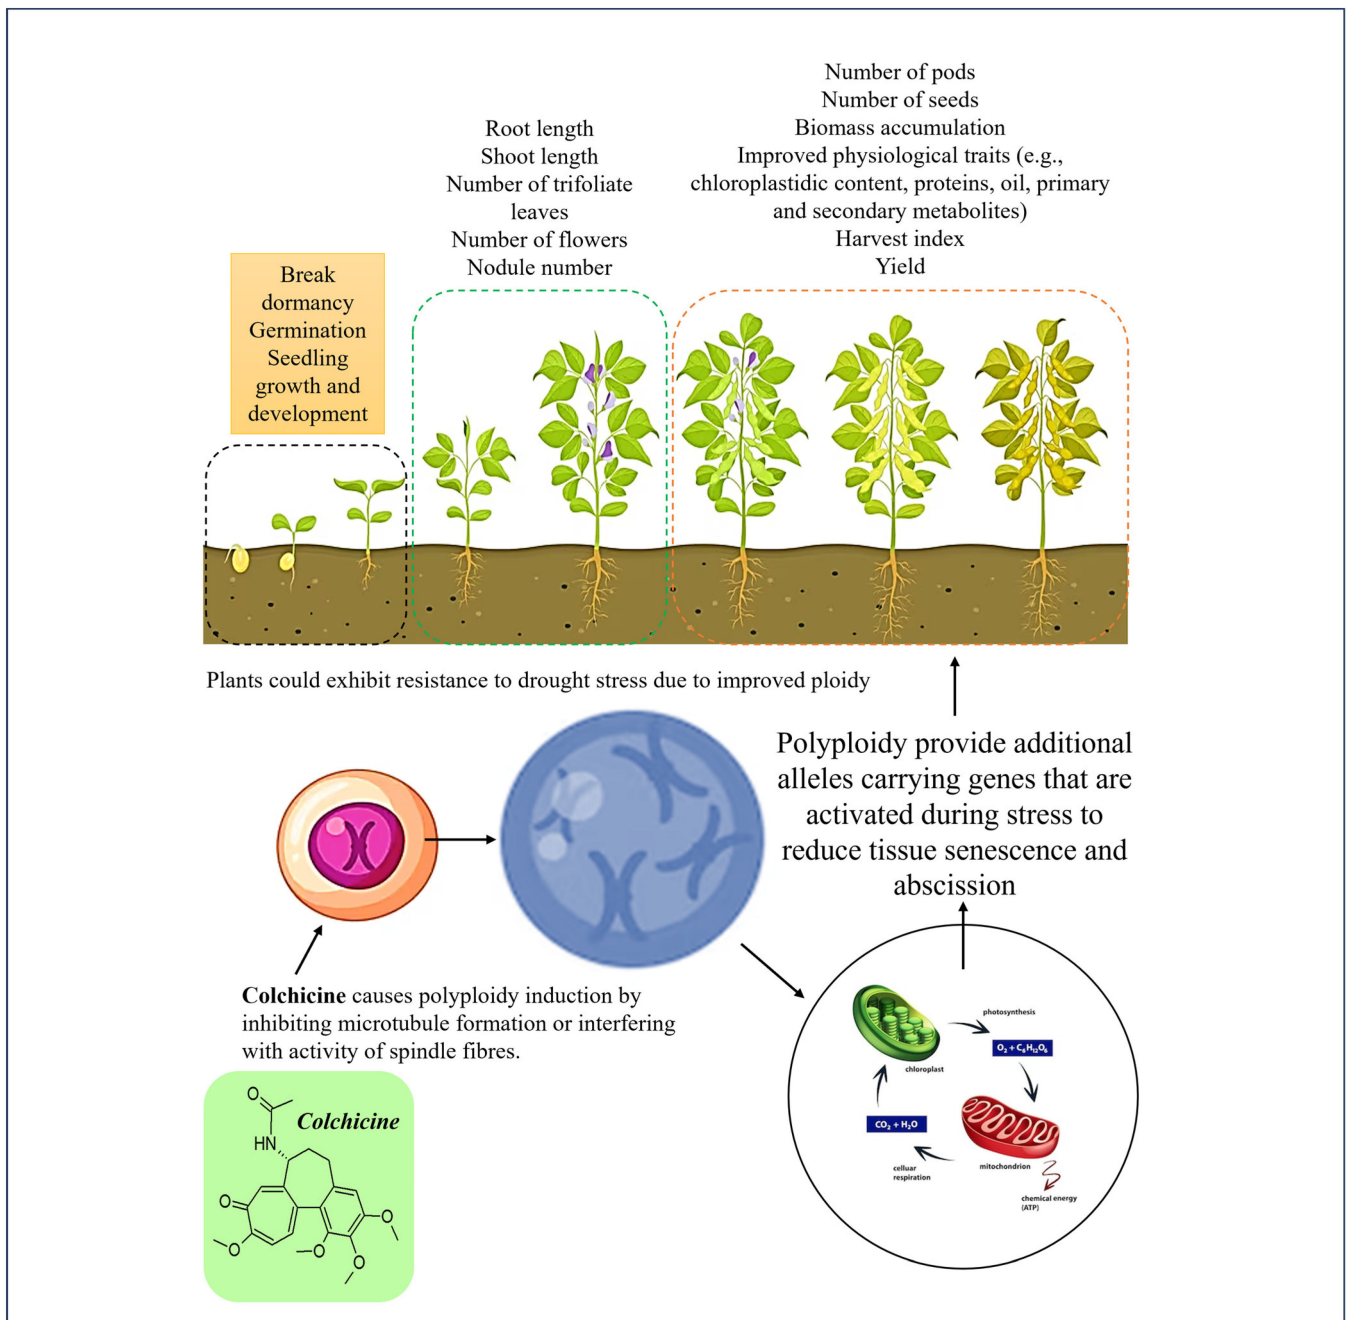 Number of pods
Number of seeds
Biomass accumulation
Improved physiological traits (e.g.,
chloroplastidic content, proteins, oil, primary
and secondary metabolites)
Harvest index
Yield
Root length
Shoot length
Number of trifoliate
leaves
Number of flowers
Nodule number
Break
dormancy
Germination
Seedling
growth and
development
Plants could exhibit resistance to drought stress due to improved ploidy
Polyploidy provide additional
alleles carrying genes that are
activated during stress to
reduce tissue senescence and
abscission
Colchicine causes polyploidy induction by
inhibiting microtubule formation or interfering
with activity of spindle fibres.
Colchicine
O
HN
O
O
O
O
O
photosynthesis
O₂ + C₆H₁₂O₆
chloroplast
CO₂ + H₂O
mitochondrion
celluar
respiration
chemical energy
(ATP)